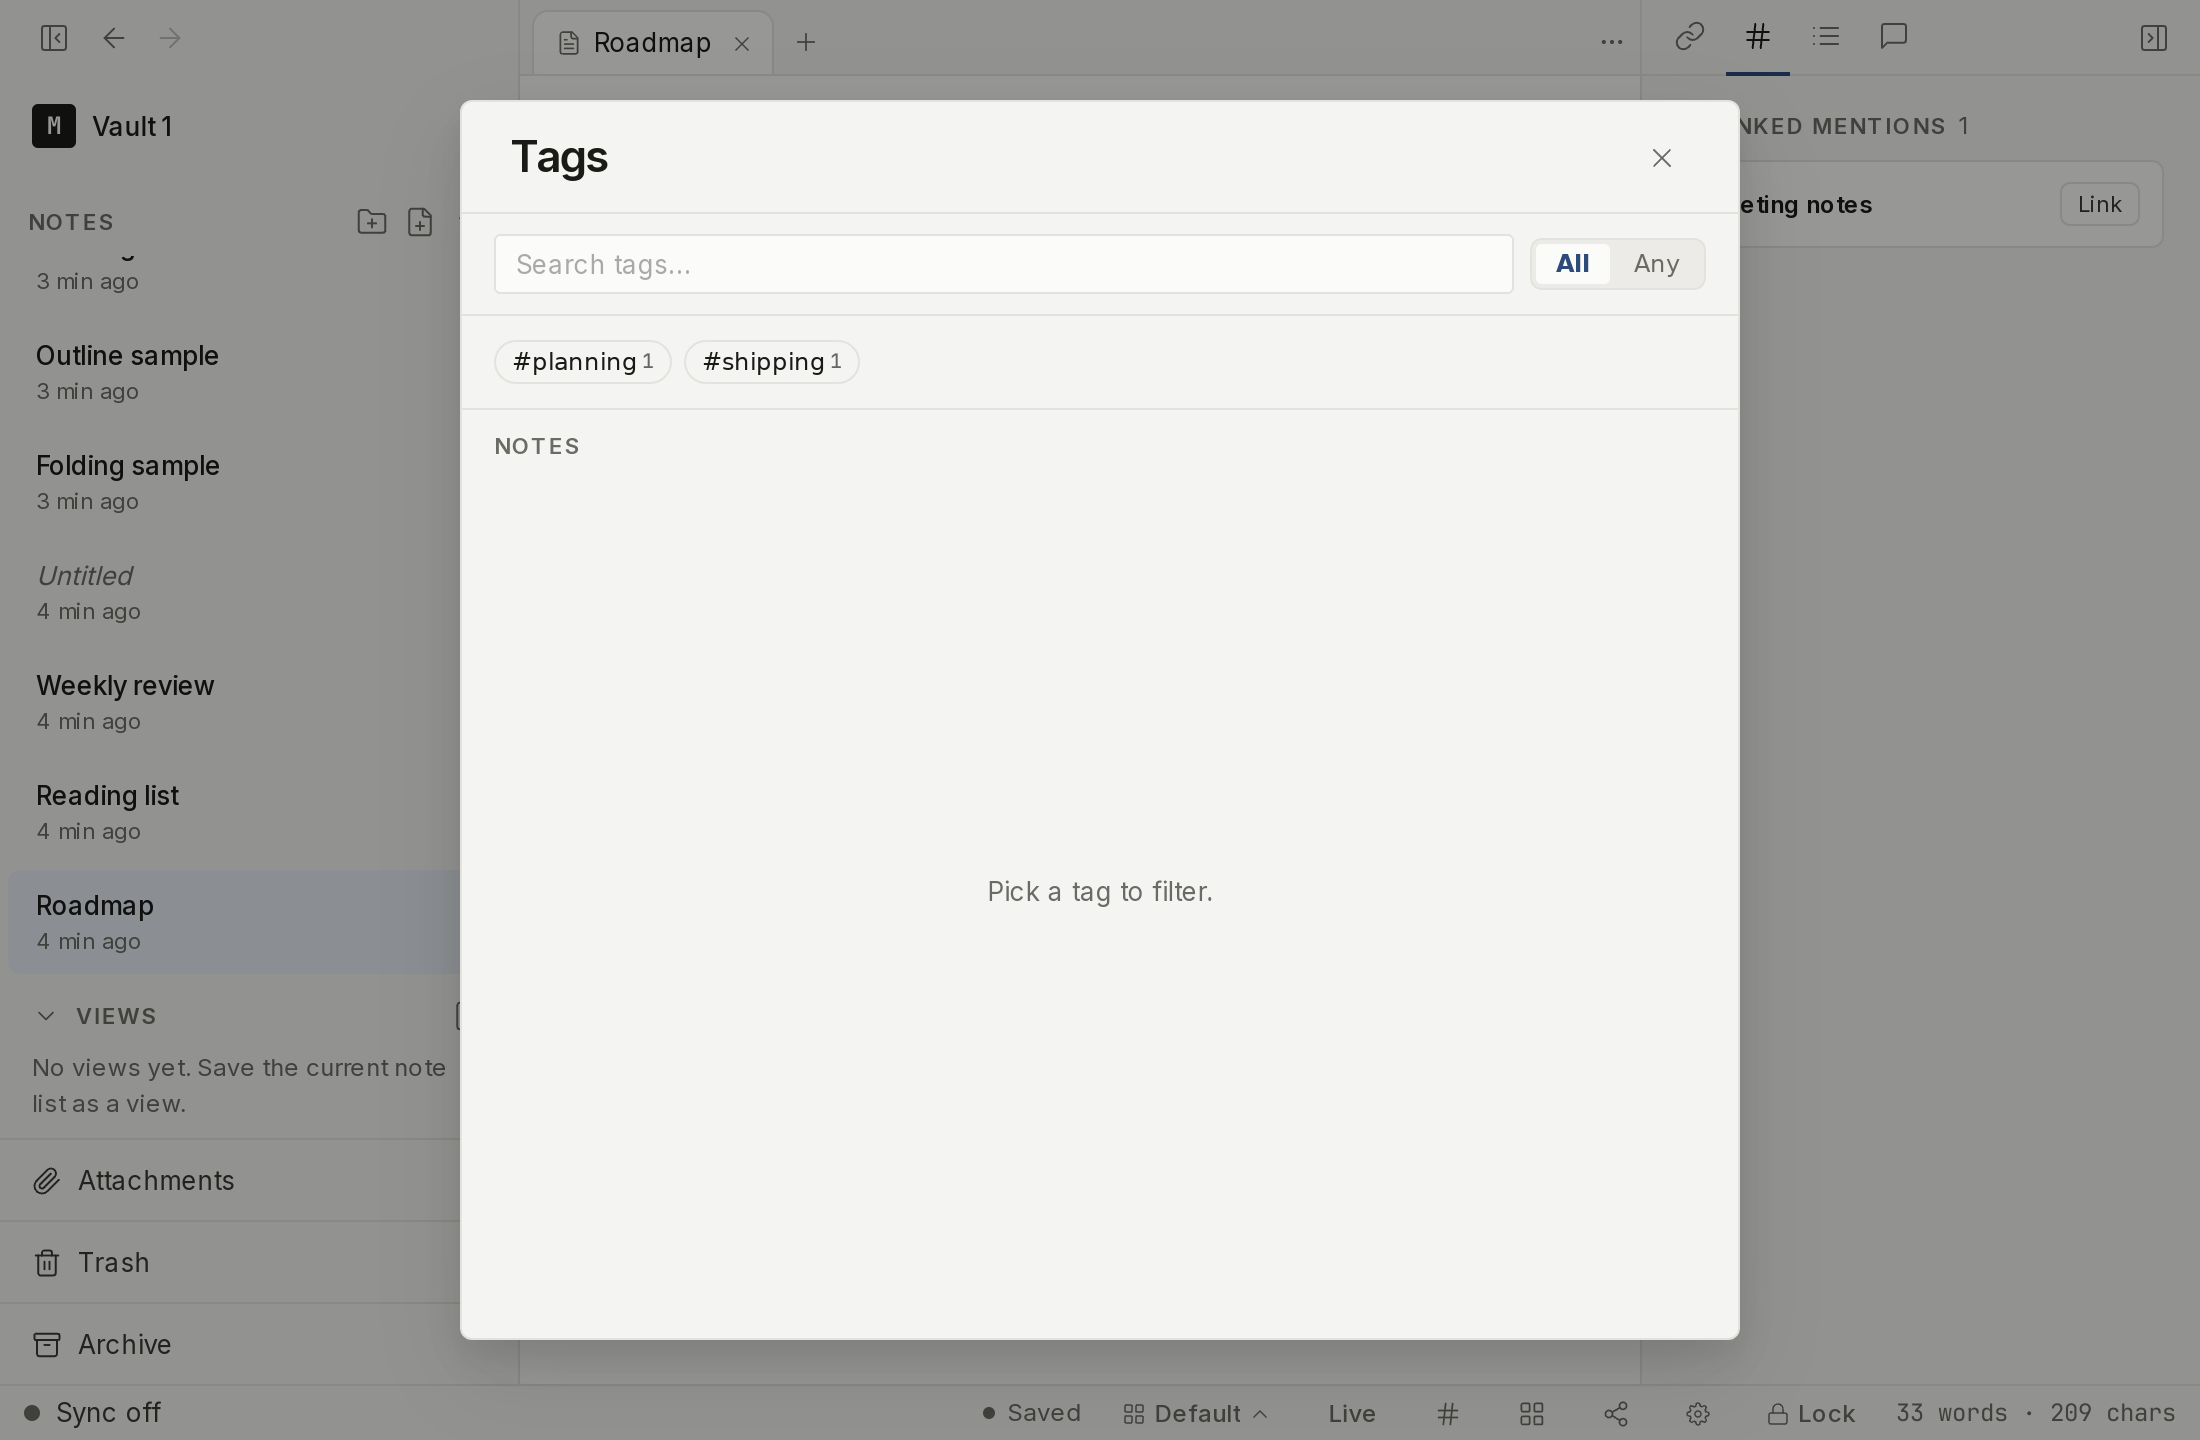 Roadmap
M Vault 1
NKED MENTIONS 1
eting notes
Link
NOTES
3 min ago
Outline sample
3 min ago
Folding sample
3 min ago
Untitled
4 min ago
Weekly review
4 min ago
Reading list
4 min ago
Roadmap
4 min ago
VIEWS
No views yet. Save the current note
list as a view.
Attachments
Trash
Archive
Tags
Search tags...
All Any
#planning 1 #shipping 1
NOTES
Pick a tag to filter.
Sync off
Saved Default Live Lock 33 words · 209 chars